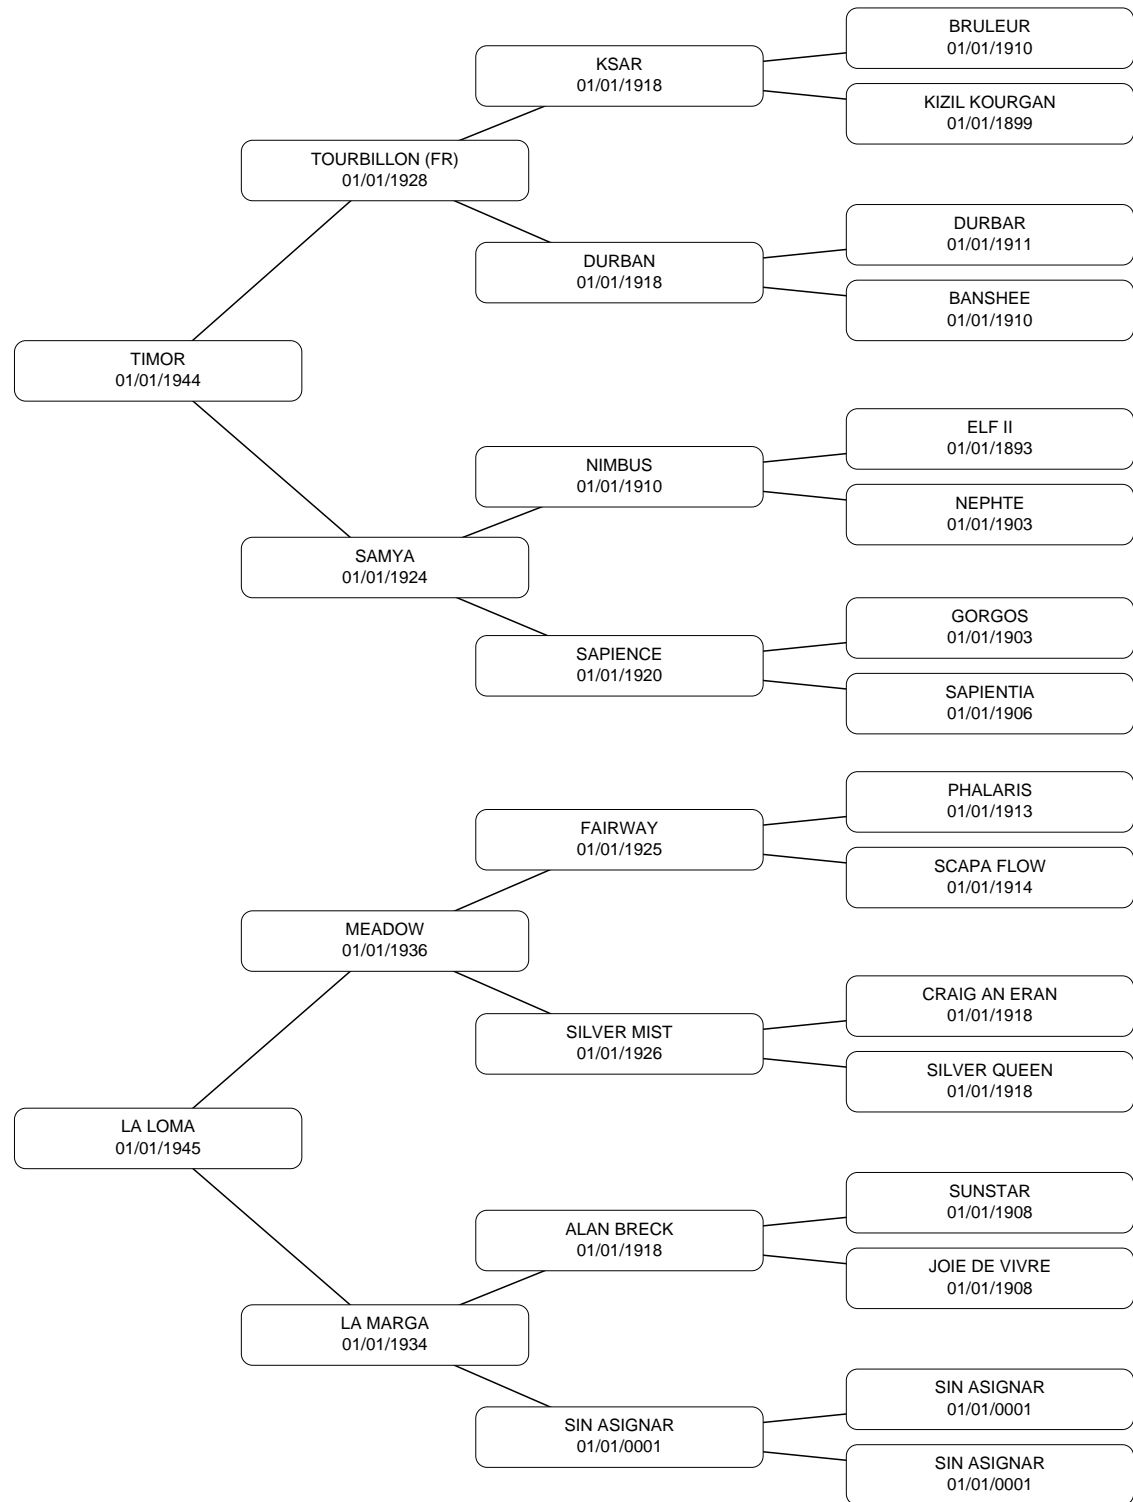 BRULEUR
01/01/1910
KSAR
01/01/1918
KIZIL KOURGAN
01/01/1899
TOURBILLON (FR)
01/01/1928
DURBAR
01/01/1911
DURBAN
01/01/1918
BANSHEE
01/01/1910
TIMOR
01/01/1944
ELF II
01/01/1893
NIMBUS
01/01/1910
NEPHTE
01/01/1903
SAMYA
01/01/1924
GORGOS
01/01/1903
SAPIENCE
01/01/1920
SAPIENTIA
01/01/1906
PHALARIS
01/01/1913
FAIRWAY
01/01/1925
SCAPA FLOW
01/01/1914
MEADOW
01/01/1936
CRAIG AN ERAN
01/01/1918
SILVER MIST
01/01/1926
SILVER QUEEN
01/01/1918
LA LOMA
01/01/1945
SUNSTAR
01/01/1908
ALAN BRECK
01/01/1918
JOIE DE VIVRE
01/01/1908
LA MARGA
01/01/1934
SIN ASIGNAR
01/01/0001
SIN ASIGNAR
01/01/0001
SIN ASIGNAR
01/01/0001